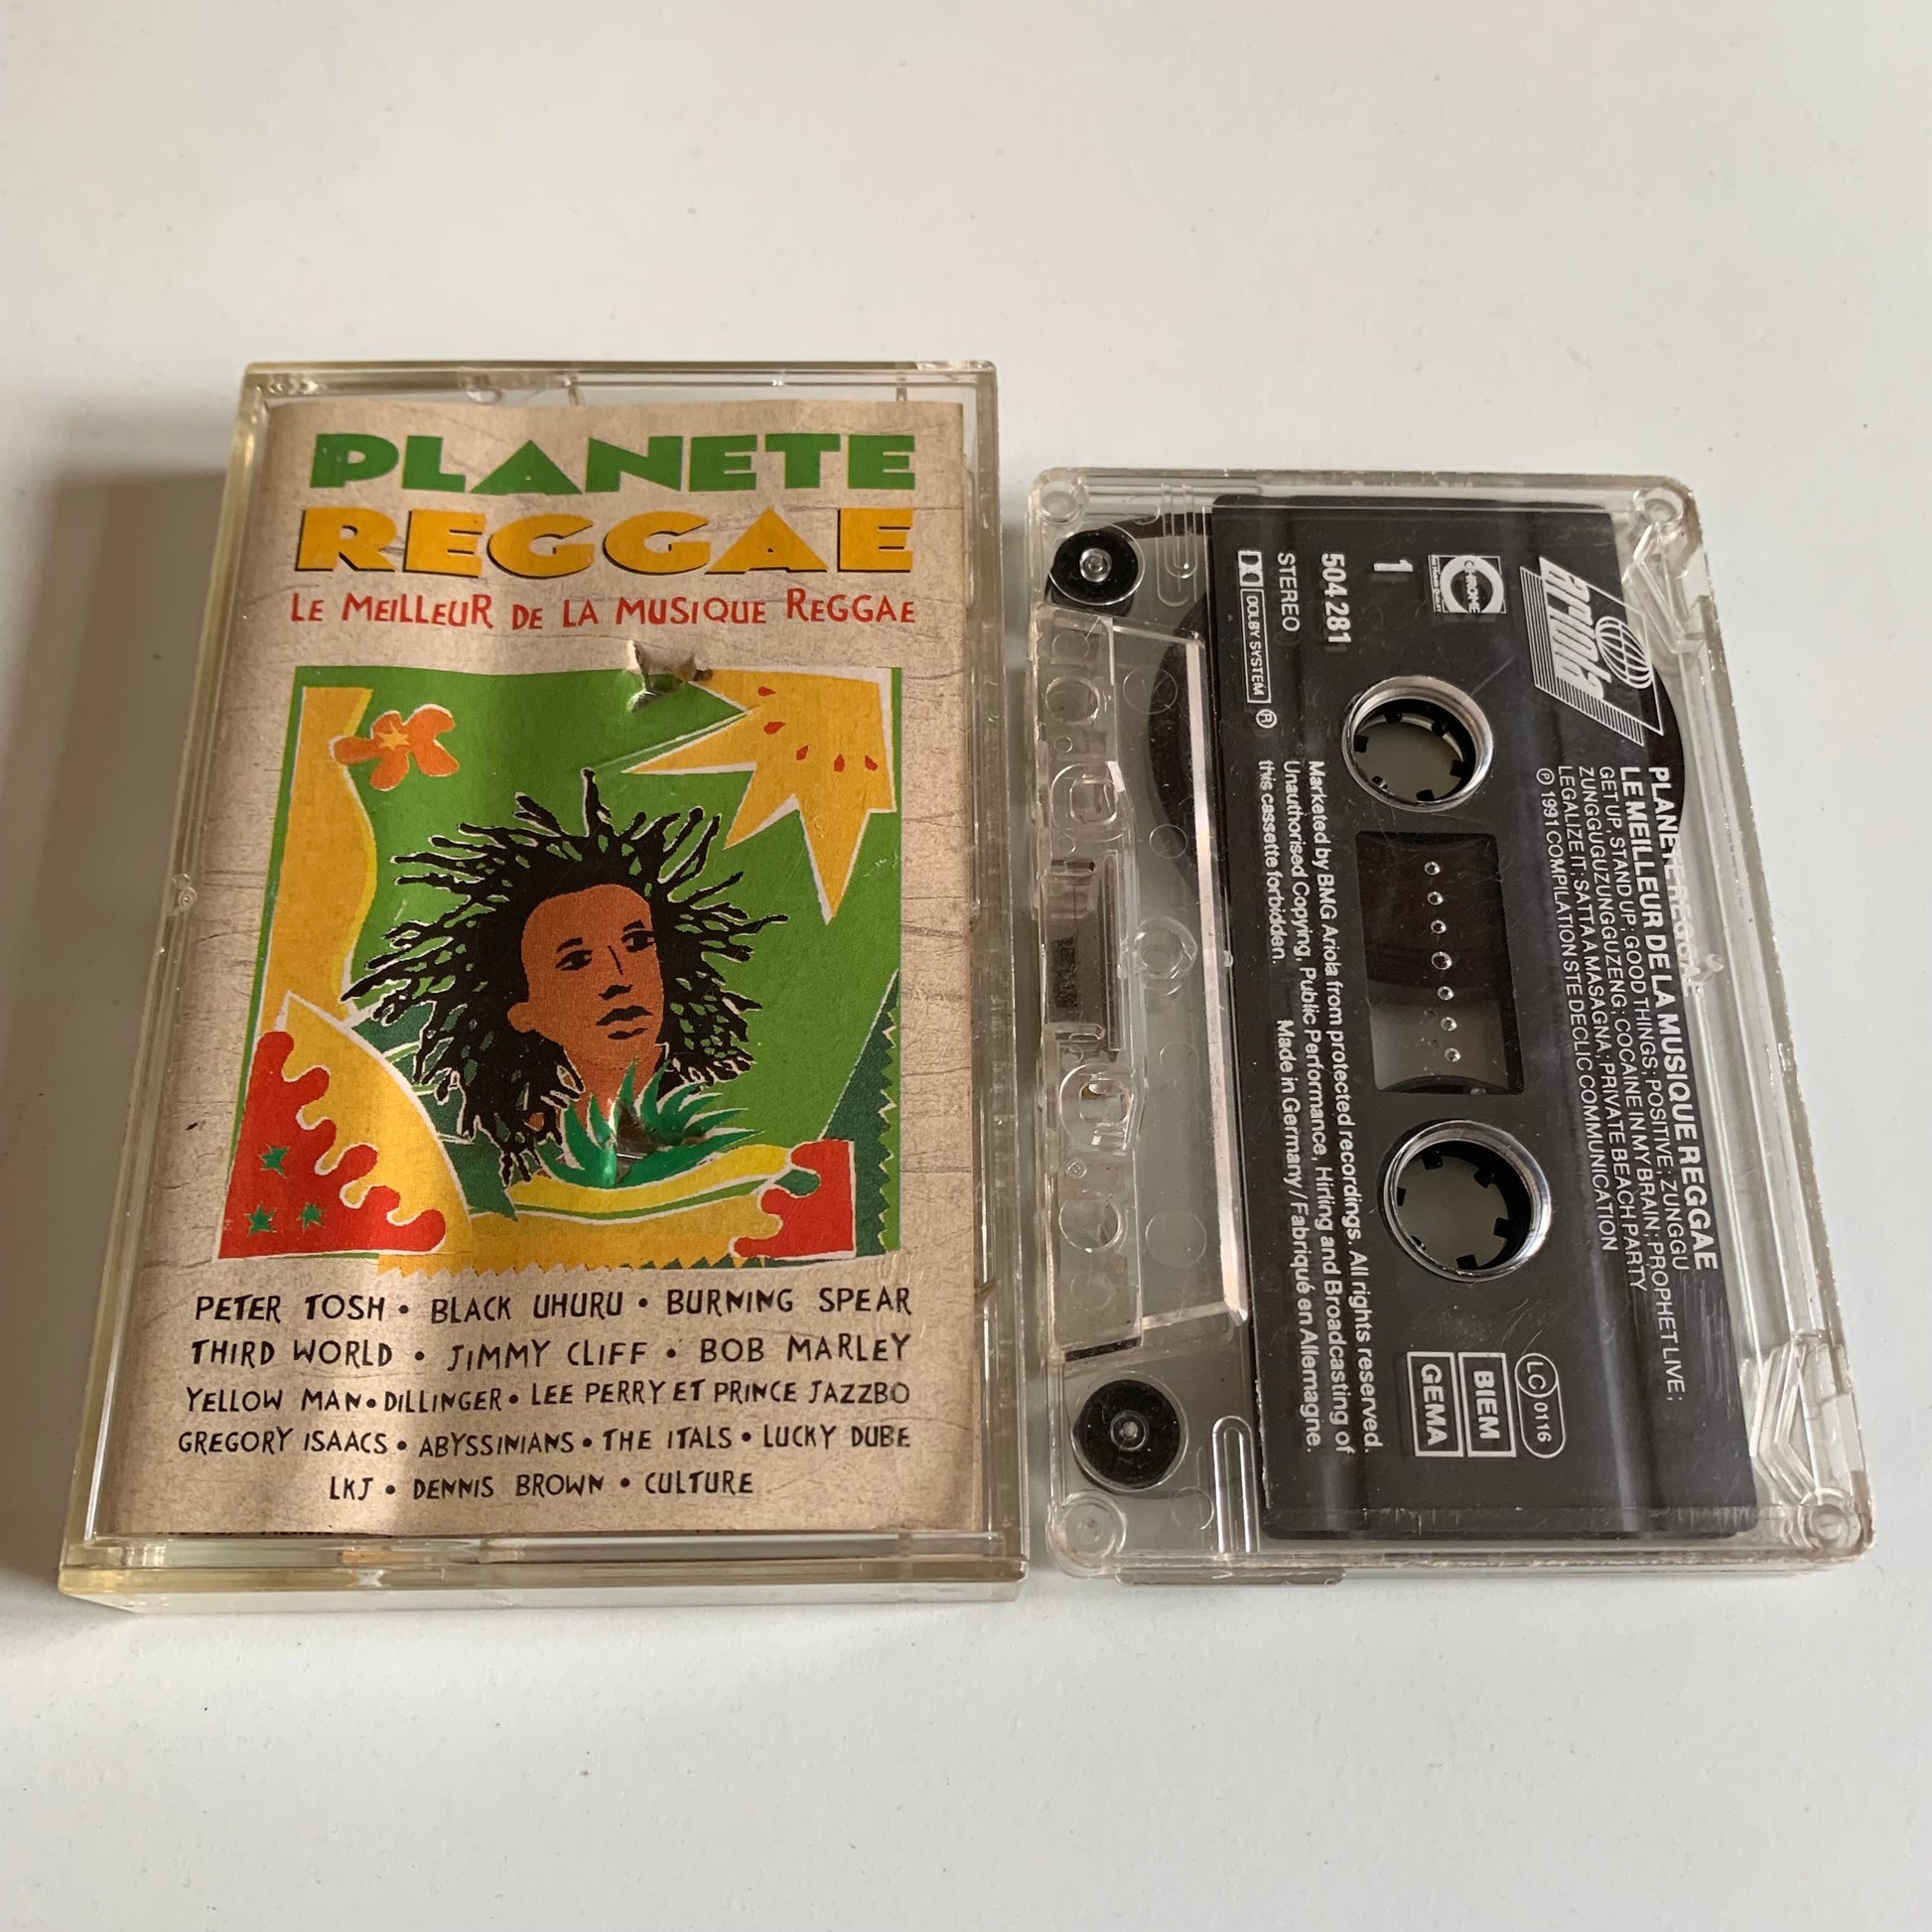 PLANETE
REGGAE
LE MEILLEUR DE LA MUSIQUE REGGAE
PETER TOSH • BLACK UHURU • BURNING SPEAR
THIRD WORLD • JIMMY CLIFF • BOB MARLEY
YELLOW MAN • DILLINGER • LEE PERRY ET PRINCE JAZZBO
GREGORY ISAACS • ABYSSINIANS • THE ITALS • LUCKY DUBE
LKJ • DENNIS BROWN • CULTURE
ariola
PLANETE REGGAE
LE MEILLEUR DE LA MUSIQUE REGGAE
GET UP, STAND UP; GOOD THINGS; POSITIVE; ZUNGGU
ZUNGGUGUZUNGGUZENG; COCAINE IN MY BRAIN; PROPHET LIVE;
LEGALIZE IT; SATTA A MASAGNA; PRIVATE BEACH PARTY
℗ 1991 COMPILATION STE DECLIC COMMUNICATION
CHROME
1
504 281
STEREO
DOLBY SYSTEM ®
LC 0116
BIEM
GEMA
Marketed by BMG Ariola from protected recordings. All rights reserved.
Unauthorised Copying, Public Performance, Hirling and Broadcasting of
this cassette forbidden. Made in Germany / Fabriqué en Allemagne.